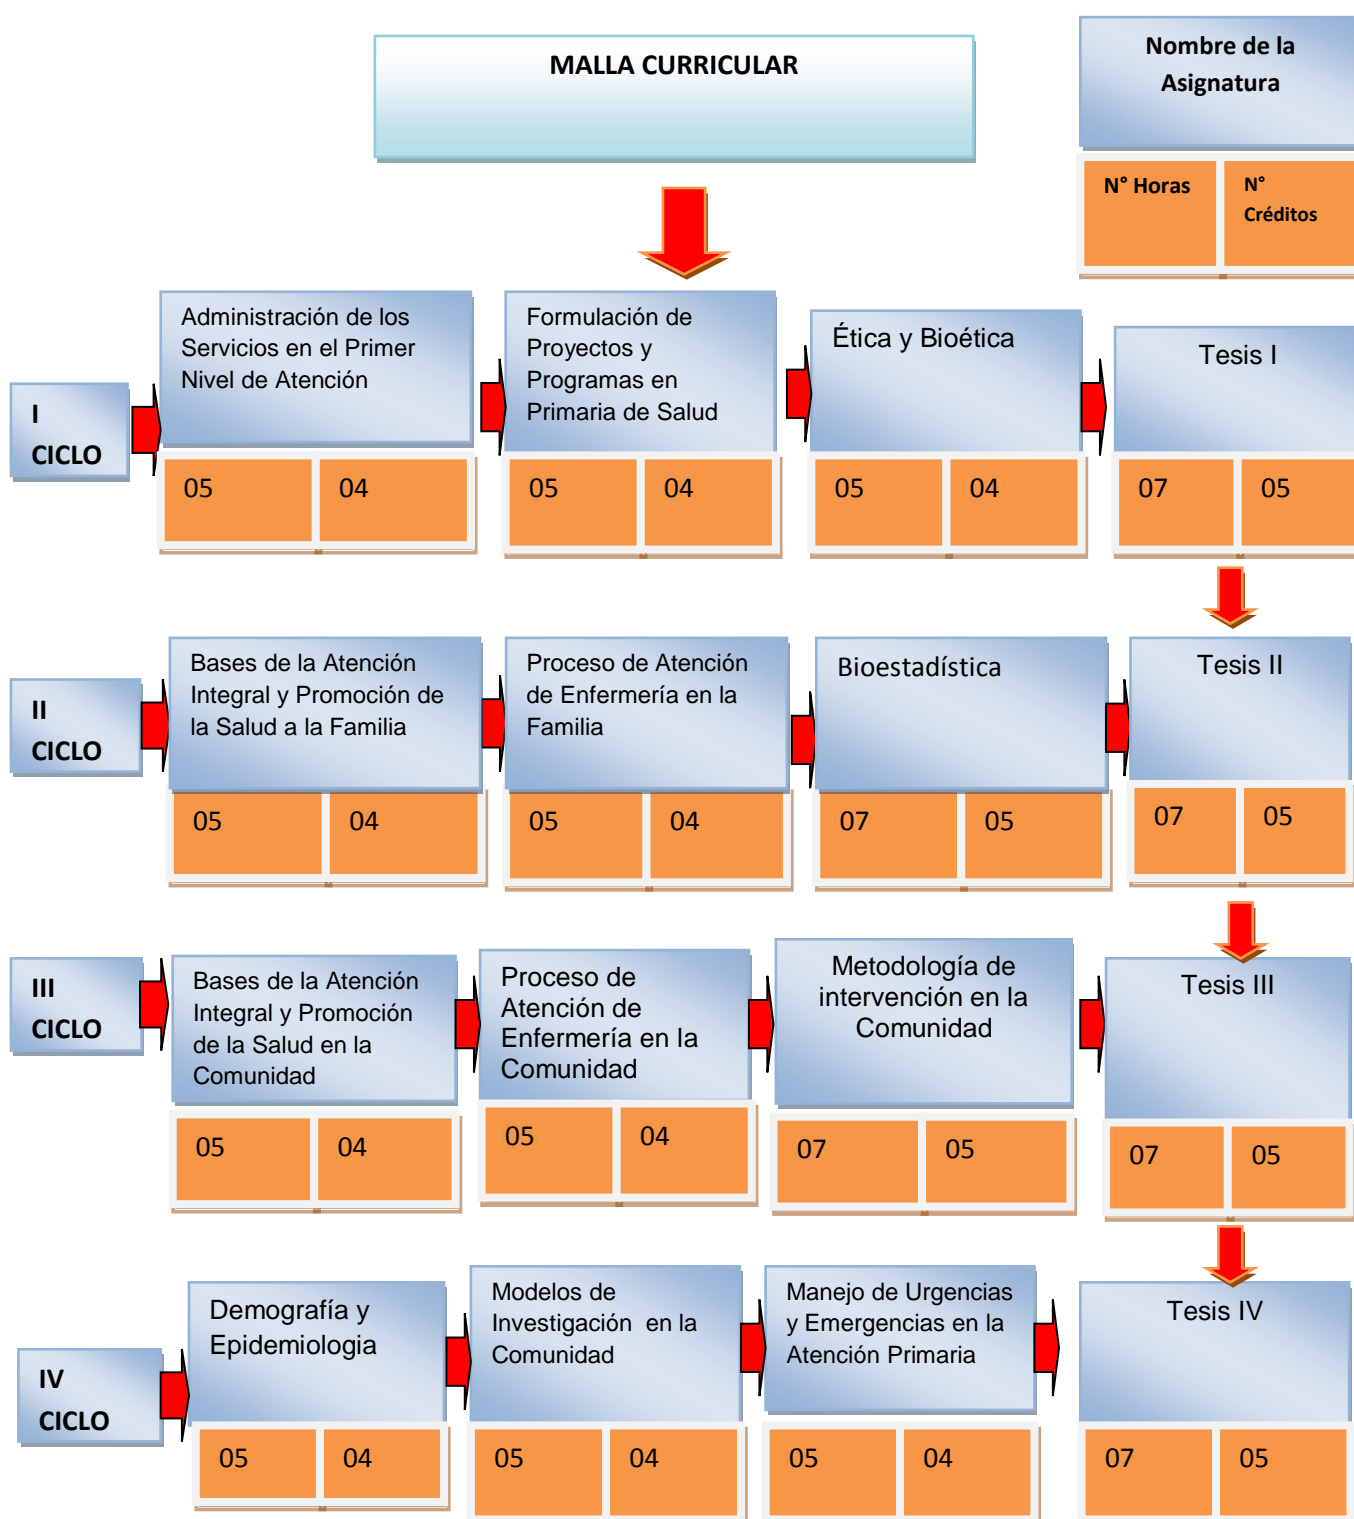 MALLA CURRICULAR
Nombre de la
Asignatura
N° Horas
N°
Créditos
I
CICLO
Administración de los
Servicios en el Primer
Nivel de Atención
05
04
Formulación de
Proyectos y
Programas en
Primaria de Salud
05
04
Ética y Bioética
05
04
Tesis I
07
05
II
CICLO
Bases de la Atención
Integral y Promoción de
la Salud a la Familia
05
04
Proceso de Atención
de Enfermería en la
Familia
05
04
Bioestadística
07
05
Tesis II
07
05
III
CICLO
Bases de la Atención
Integral y Promoción
de la Salud en la
Comunidad
05
04
Proceso de
Atención de
Enfermería en la
Comunidad
05
04
Metodología de
intervención en la
Comunidad
07
05
Tesis III
07
05
IV
CICLO
Demografía y
Epidemiologia
05
04
Modelos de
Investigación en la
Comunidad
05
04
Manejo de Urgencias
y Emergencias en la
Atención Primaria
05
04
Tesis IV
07
05